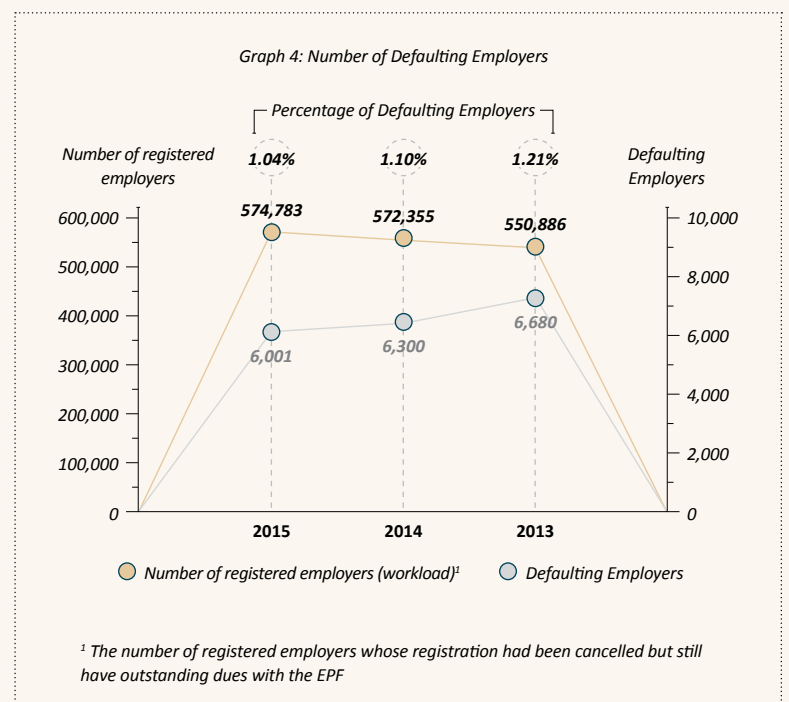 Graph 4: Number of Defaulting Employers
Percentage of Defaulting Employers
Number of registered
employers
1.04%
1.10%
1.21%
Defaulting
Employers
574,783
572,355
550,886
600,000
500,000
400,000
300,000
200,000
100,000
0
10,000
8,000
6,000
4,000
2,000
0
6,001
6,300
6,680
2015
2014
2013
Number of registered employers (workload)¹
Defaulting Employers
¹ The number of registered employers whose registration had been cancelled but still
have outstanding dues with the EPF